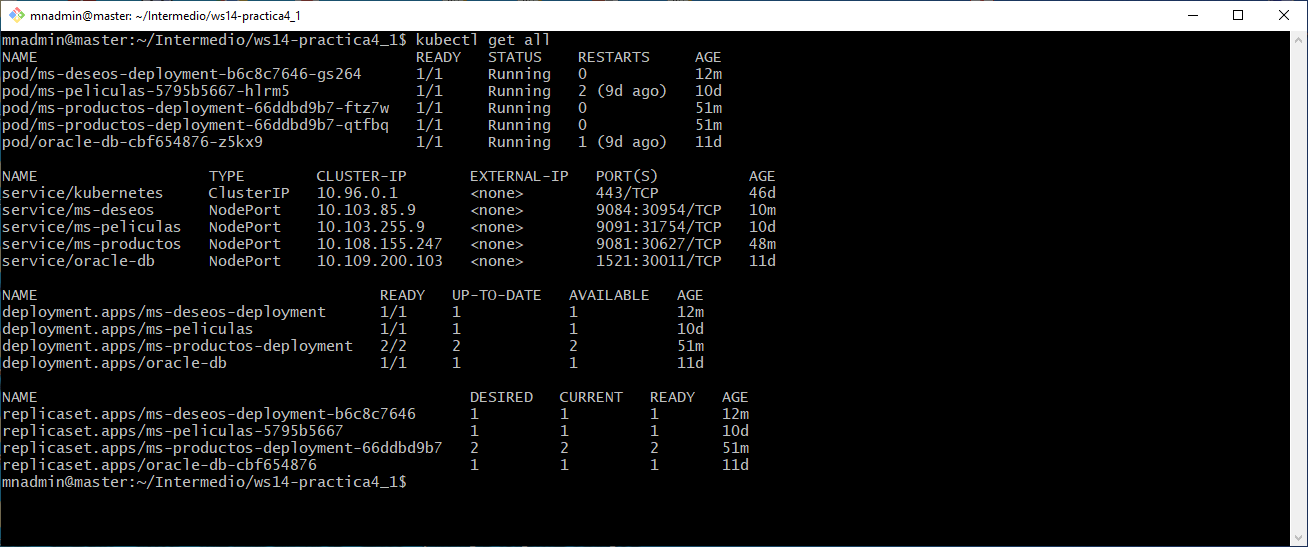 mnadmin@master: ~/Intermedio/ws14-practica4_1
mnadmin@master:~/Intermedio/ws14-practica4_1$ kubectl get all
NAME READY STATUS RESTARTS AGE
pod/ms-deseos-deployment-b6c8c7646-gs264 1/1 Running 0 12m
pod/ms-peliculas-5795b5667-hlrm5 1/1 Running 2 (9d ago) 10d
pod/ms-productos-deployment-66ddbd9b7-ftz7w 1/1 Running 0 51m
pod/ms-productos-deployment-66ddbd9b7-qtfbq 1/1 Running 0 51m
pod/oracle-db-cbf654876-z5kx9 1/1 Running 1 (9d ago) 11d
NAME TYPE CLUSTER-IP EXTERNAL-IP PORT(S) AGE
service/kubernetes ClusterIP 10.96.0.1 <none> 443/TCP 46d
service/ms-deseos NodePort 10.103.85.9 <none> 9084:30954/TCP 10m
service/ms-peliculas NodePort 10.103.255.9 <none> 9091:31754/TCP 10d
service/ms-productos NodePort 10.108.155.247 <none> 9081:30627/TCP 48m
service/oracle-db NodePort 10.109.200.103 <none> 1521:30011/TCP 11d
NAME READY UP-TO-DATE AVAILABLE AGE
deployment.apps/ms-deseos-deployment 1/1 1 1 12m
deployment.apps/ms-peliculas 1/1 1 1 10d
deployment.apps/ms-productos-deployment 2/2 2 2 51m
deployment.apps/oracle-db 1/1 1 1 11d
NAME DESIRED CURRENT READY AGE
replicaset.apps/ms-deseos-deployment-b6c8c7646 1 1 1 12m
replicaset.apps/ms-peliculas-5795b5667 1 1 1 10d
replicaset.apps/ms-productos-deployment-66ddbd9b7 2 2 2 51m
replicaset.apps/oracle-db-cbf654876 1 1 1 11d
mnadmin@master:~/Intermedio/ws14-practica4_1$